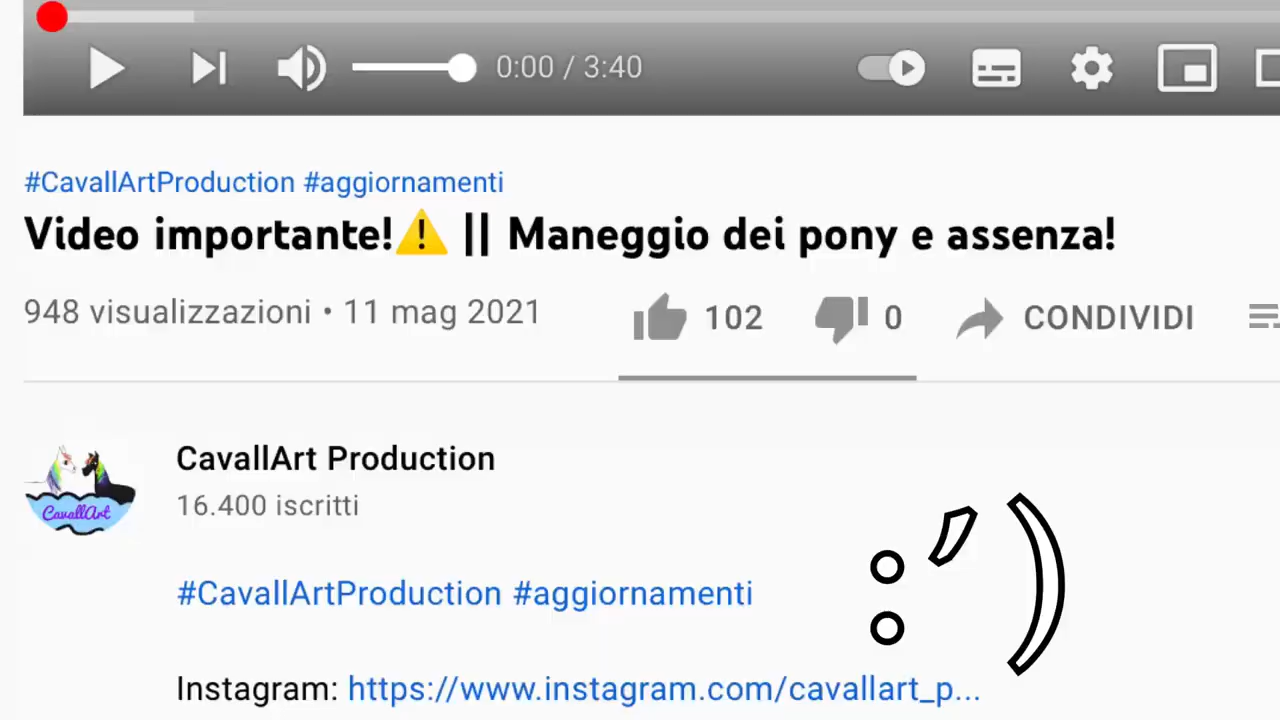 0:00 / 3:40
#CavallArtProduction #aggiornamenti
Video importante!⚠️ || Maneggio dei pony e assenza!
948 visualizzazioni • 11 mag 2021
102 0 CONDIVIDI
CavallArt Production
CavallArt
16.400 iscritti
#CavallArtProduction #aggiornamenti
:’)
Instagram: https://www.instagram.com/cavallart_p...